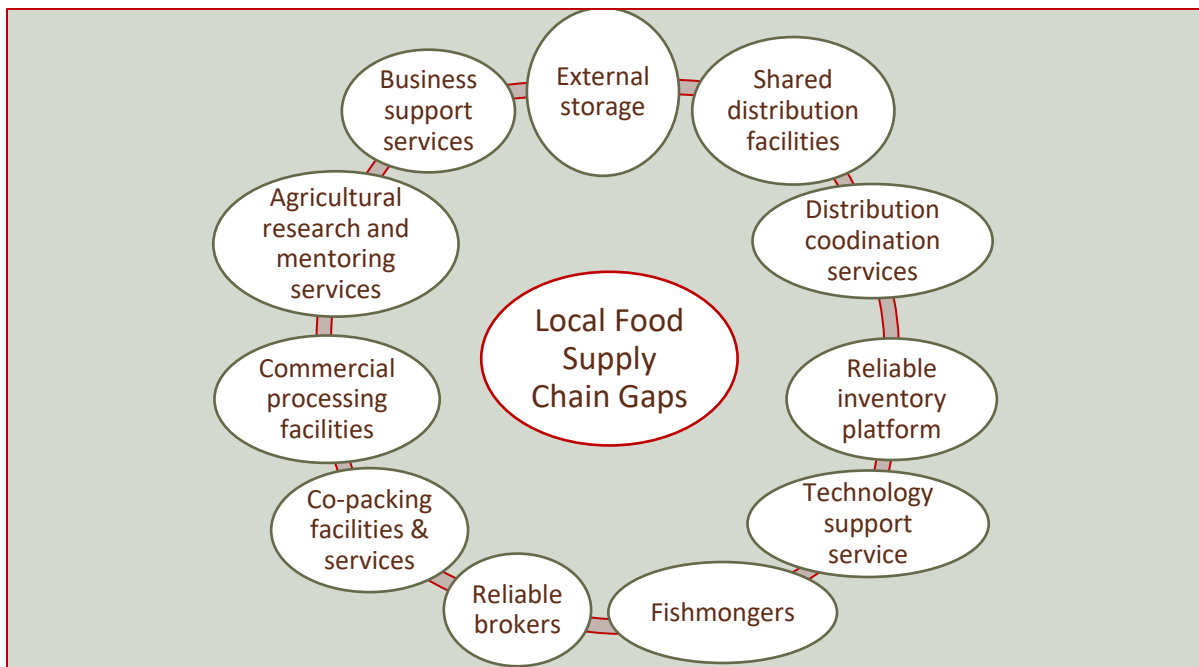 External
storage
Shared
distribution
facilities
Distribution
coodination
services
Reliable
inventory
platform
Technology
support
service
Fishmongers
Reliable
brokers
Co-packing
facilities &
services
Commercial
processing
facilities
Agricultural
research and
mentoring
services
Business
support
services
Local Food
Supply
Chain Gaps